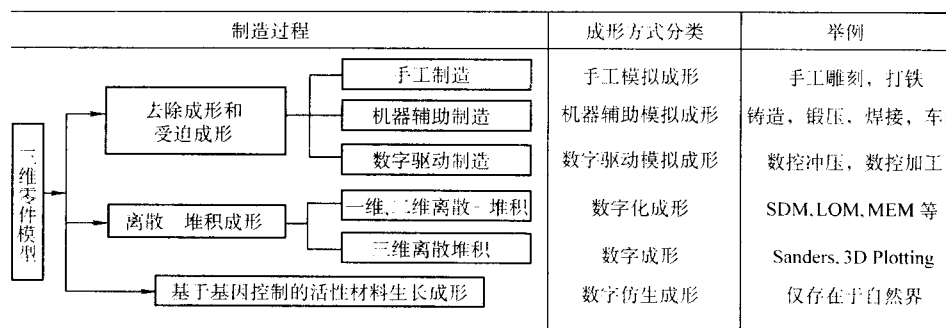 制造过程 成形方式分类 举例
手工制造 手工模拟成形 手工雕刻，打铁
去除成形和
受迫成形
机器辅助制造 机器辅助模拟成形 铸造，锻压，焊接，车
数字驱动制造 数字驱动模拟成形 数控冲压，数控加工
三维零件模型
离散 堆积成形
一维、二维离散-堆积 数字化成形 SDM, LOM, MEM 等
三维离散堆积 数字成形 Sanders, 3D Plotting
基于基因控制的活性材料生长成形 数字仿生成形 仅存在于自然界